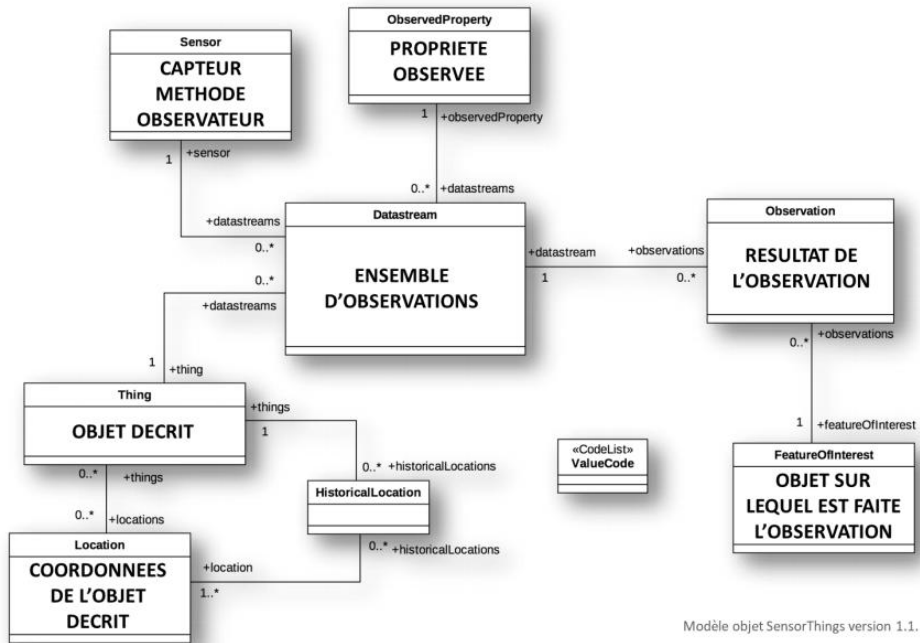 ObservedProperty
PROPRIETE
OBSERVEE
Sensor
CAPTEUR
METHODE
OBSERVATEUR
1
+observedProperty
1
+sensor
0..*
+datastreams
Datastream
ENSEMBLE
D'OBSERVATIONS
+datastreams
0..*
0..*
+datastreams
+datastream
1
+observations
0..*
Observation
RESULTAT DE
L'OBSERVATION
+observations
0..*
1
+thing
Thing
OBJET DECRIT
+things
1
1
+featureOfInterest
FeatureOfInterest
OBJET SUR
LEQUEL EST FAITE
L'OBSERVATION
«CodeList»
ValueCode
0..*
+historicalLocations
HistoricalLocation
0..*
+things
0..*
+locations
0..*
+historicalLocations
Location
COORDONNEES
DE L'OBJET
DECRIT
+location
1..*
Modèle objet SensorThings version 1.1.